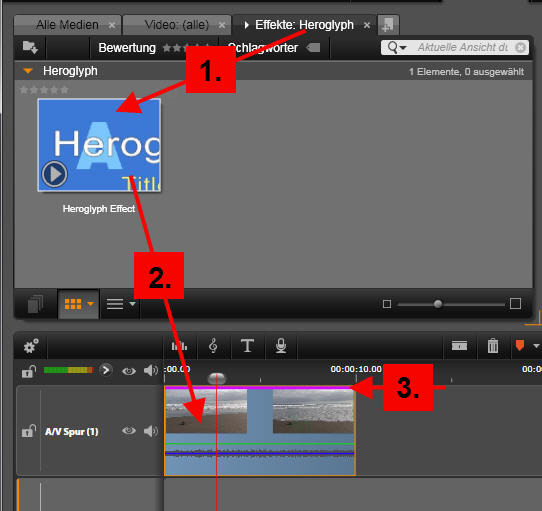 Alle Medien × Video: (alle) × Effekte: Heroglyph ×
Bewertung Schlagwörter Aktuelle Ansicht du
1.
Heroglyph 1 Elemente, 0 ausgewählt
Herog
A
Title
Heroglyph Effect
2.
T
:00.00 00:00:10.00 00:0
3.
A/V Spur (1)